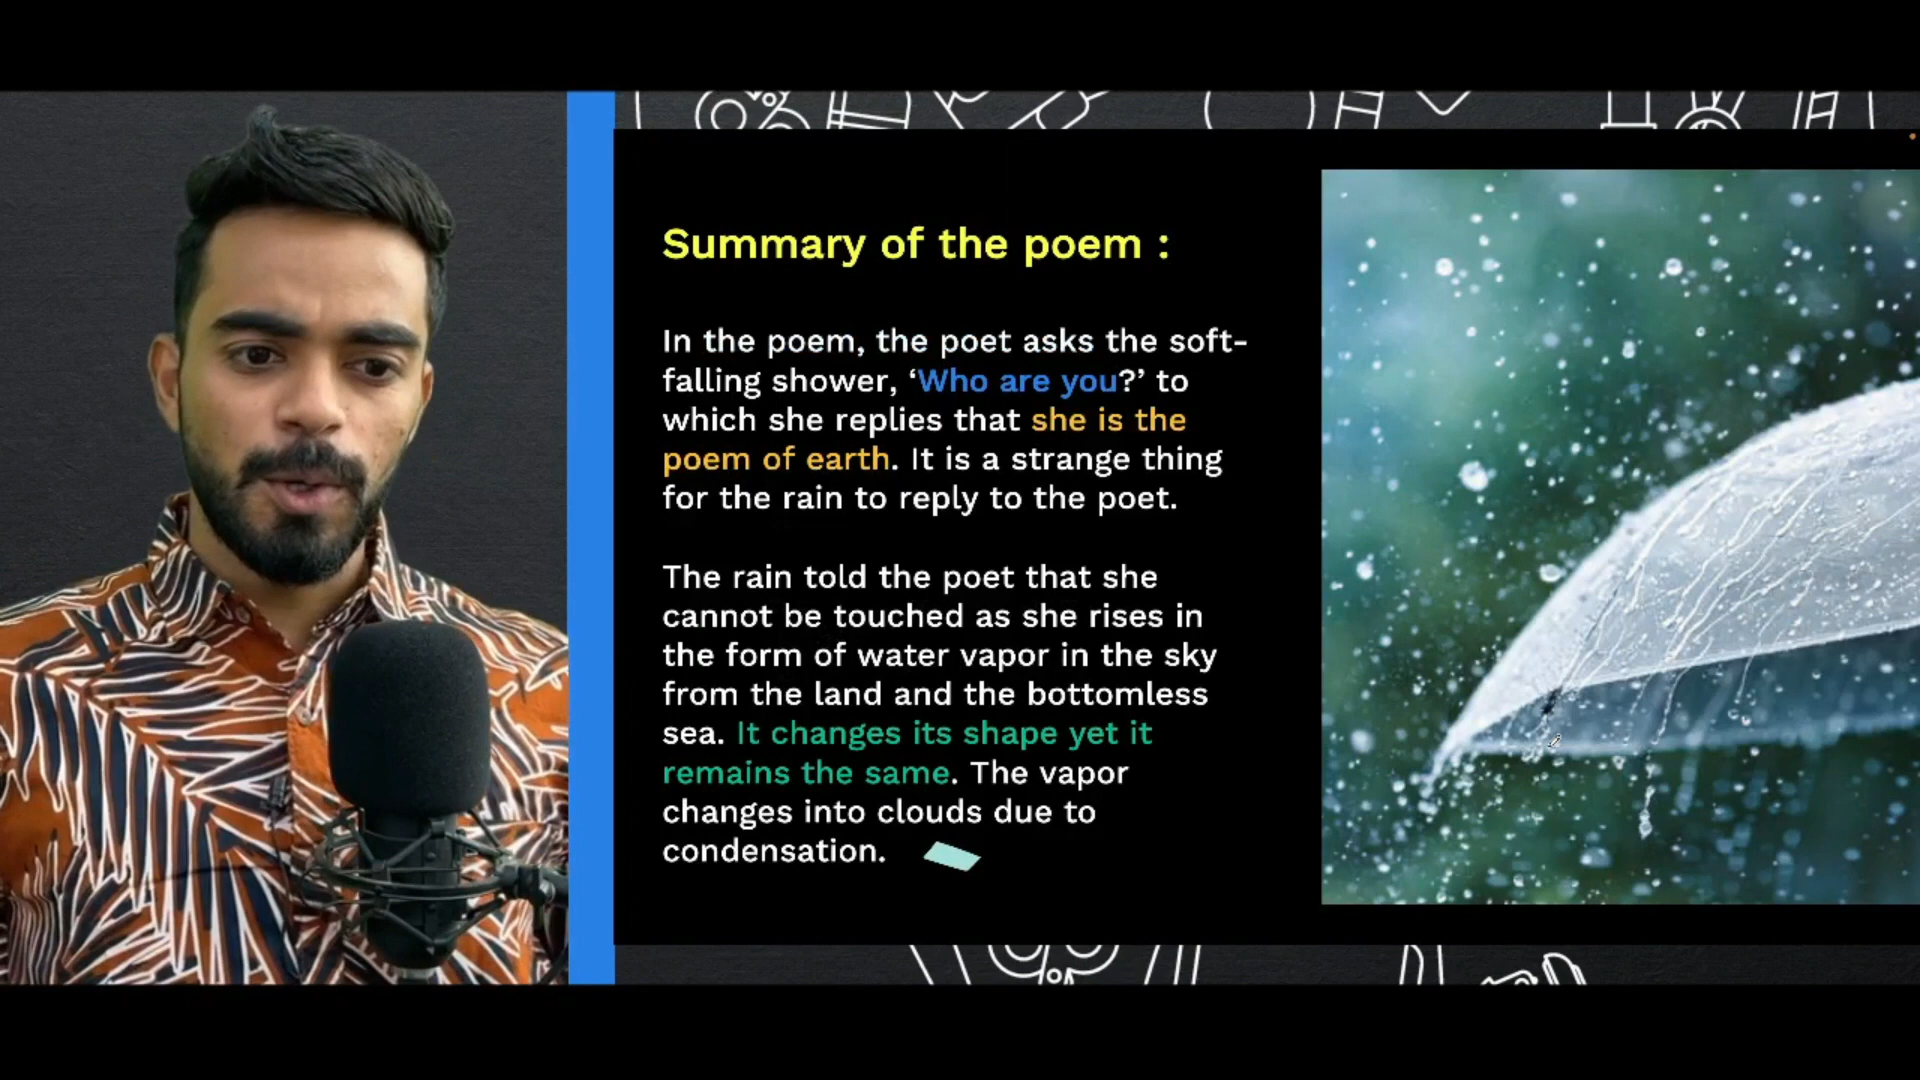 Summary of the poem :
In the poem, the poet asks the soft-
falling shower, ‘Who are you?’ to
which she replies that she is the
poem of earth. It is a strange thing
for the rain to reply to the poet.
The rain told the poet that she
cannot be touched as she rises in
the form of water vapor in the sky
from the land and the bottomless
sea. It changes its shape yet it
remains the same. The vapor
changes into clouds due to
condensation.